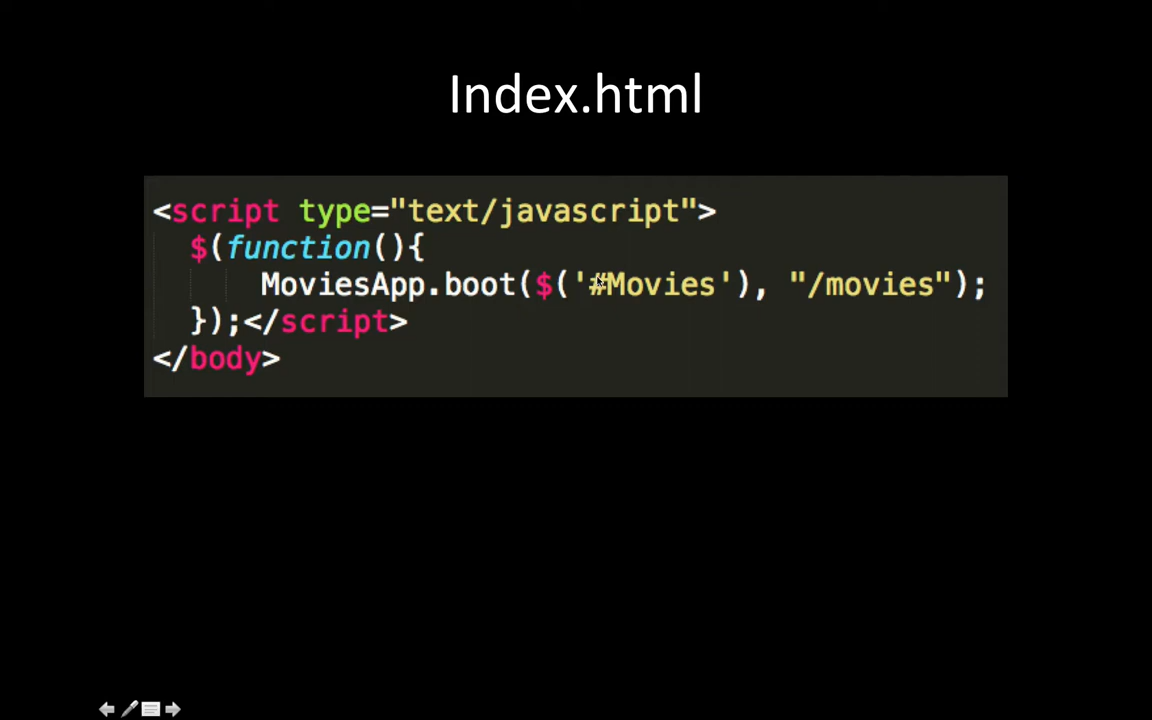 Index.html
<script type="text/javascript">
$(function(){
MoviesApp.boot($('#Movies'), "/movies");
});</script>
</body>